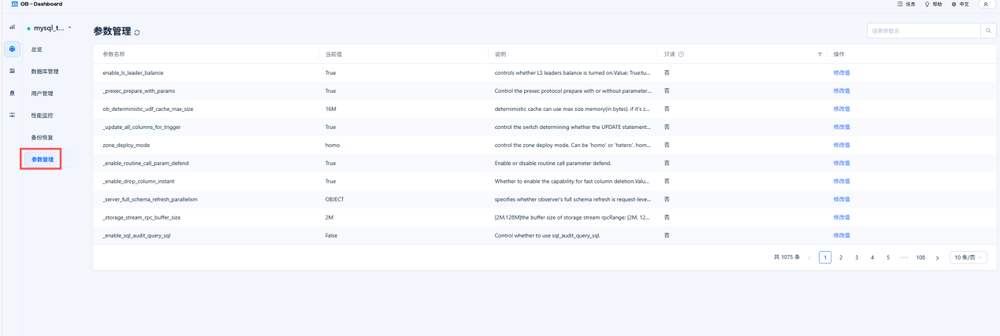 OB - Dashboard 任务 帮助 中文
mysql_t...
总览
数据库管理
用户管理
性能监控
备份恢复
参数管理
参数管理
搜索参数名
参数名称 当前值 说明 只读 操作
enable_ls_leader_balance True controls whether LS leaders balance is turned on.Value: True:tu... 否 修改值
_prexec_prepare_with_params True Control the prexec protocol prepare with or without parameter... 否 修改值
ob_deterministic_udf_cache_max_size 16M deternimistic cache can use max size memory(in bytes). if it's z... 否 修改值
_update_all_columns_for_trigger True control the switch determining whether the UPDATE statement... 否 修改值
zone_deploy_mode homo control the zone deploy mode. Can be 'homo' or 'hetero'. hom... 否 修改值
_enable_routine_call_param_defend True Enable or disable routine call parameter defend. 否 修改值
_enable_drop_column_instant True Whether to enable the capability for fast column deletion.Valu... 否 修改值
_server_full_schema_refresh_parallelism OBJECT specifies whether observer's full schema refresh is request-leve... 否 修改值
_storage_stream_rpc_buffer_size 2M [2M,128M]the buffer size of storage stream rpcRange: [2M, 12... 否 修改值
_enable_sql_audit_query_sql False Control whether to use sql_audit_query_sql. 否 修改值
共 1075 条 1 2 3 4 5 ··· 108 10 条/页